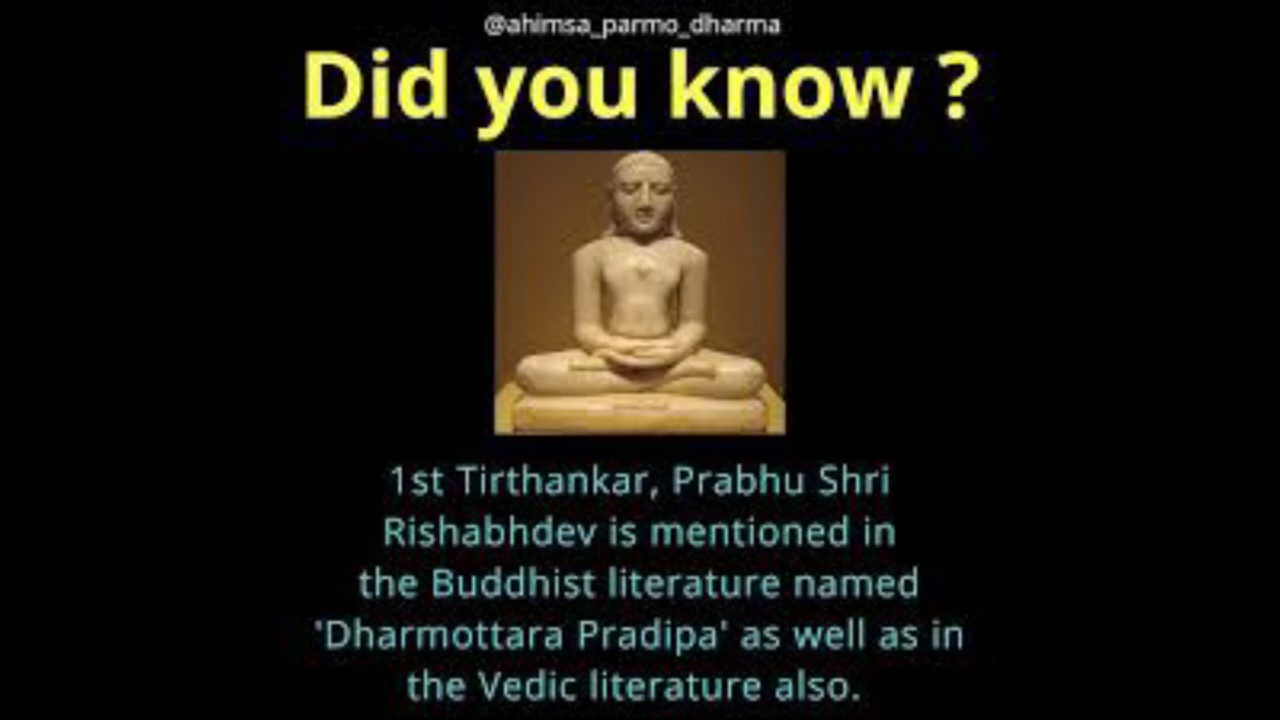 @ahimsa_parmo_dharma
Did you know ?
1st Tirthankar, Prabhu Shri
Rishabhdev is mentioned in
the Buddhist literature named
'Dharmottara Pradipa' as well as in
the Vedic literature also.